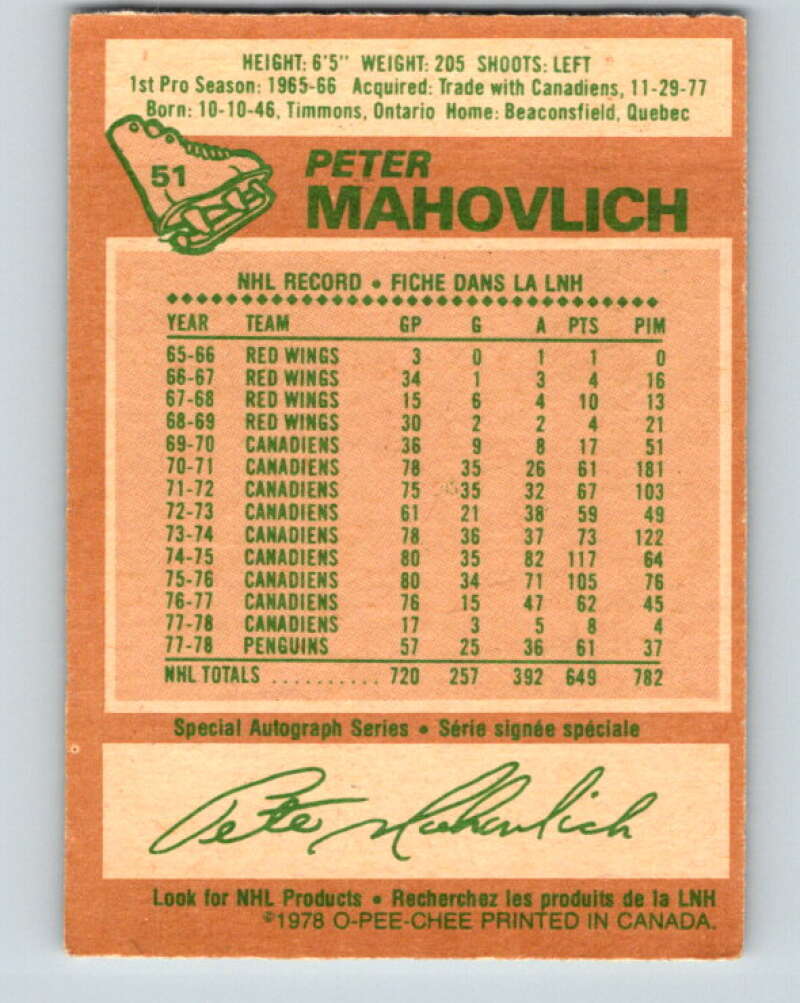 HEIGHT: 6'5" WEIGHT: 205 SHOOTS: LEFT
1st Pro Season: 1965-66 Acquired: Trade with Canadiens, 11-29-77
Born: 10-10-46, Timmons, Ontario Home: Beaconsfield, Quebec
51
PETER
MAHOVLICH
NHL RECORD • FICHE DANS LA LNH
YEAR TEAM GP G A PTS PIM
65-66 RED WINGS 3 0 1 1 0
66-67 RED WINGS 34 1 3 4 16
67-68 RED WINGS 15 6 4 10 13
68-69 RED WINGS 30 2 2 4 21
69-70 CANADIENS 36 9 8 17 51
70-71 CANADIENS 78 35 26 61 181
71-72 CANADIENS 75 35 32 67 103
72-73 CANADIENS 61 21 38 59 49
73-74 CANADIENS 78 36 37 73 122
74-75 CANADIENS 80 35 82 117 64
75-76 CANADIENS 80 34 71 105 76
76-77 CANADIENS 76 15 47 62 45
77-78 CANADIENS 17 3 5 8 4
77-78 PENGUINS 57 25 36 61 37
NHL TOTALS .......... 720 257 392 649 782
Special Autograph Series • Série signée spéciale
Pete Mahovlich
Look for NHL Products • Recherchez les produits de la LNH
©1978 O-PEE-CHEE PRINTED IN CANADA.